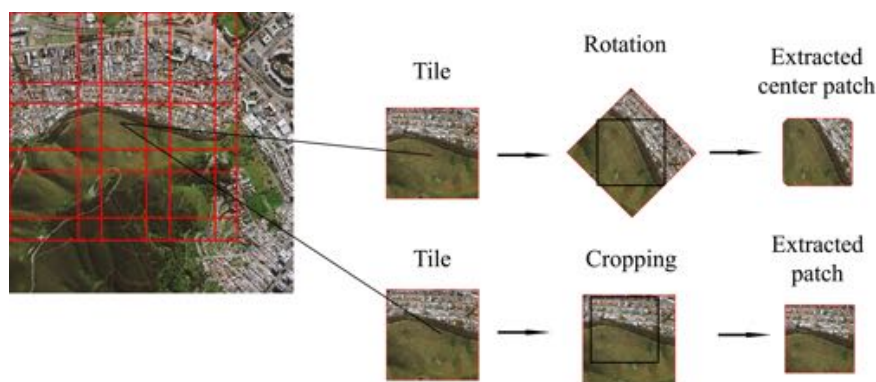 Tile
Rotation
Extracted
center patch
Tile
Cropping
Extracted
patch